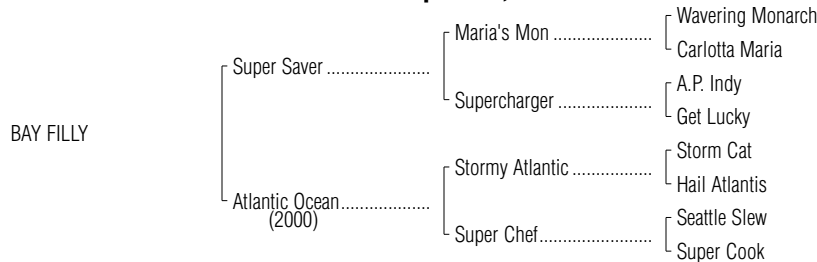 Wavering Monarch
Maria's Mon ....................
Carlotta Maria
Super Saver ......................
A.P. Indy
Supercharger ...................
Get Lucky
BAY FILLY
Storm Cat
Stormy Atlantic ................
Hail Atlantis
Atlantic Ocean...................
(2000)
Seattle Slew
Super Chef.......................
Super Cook